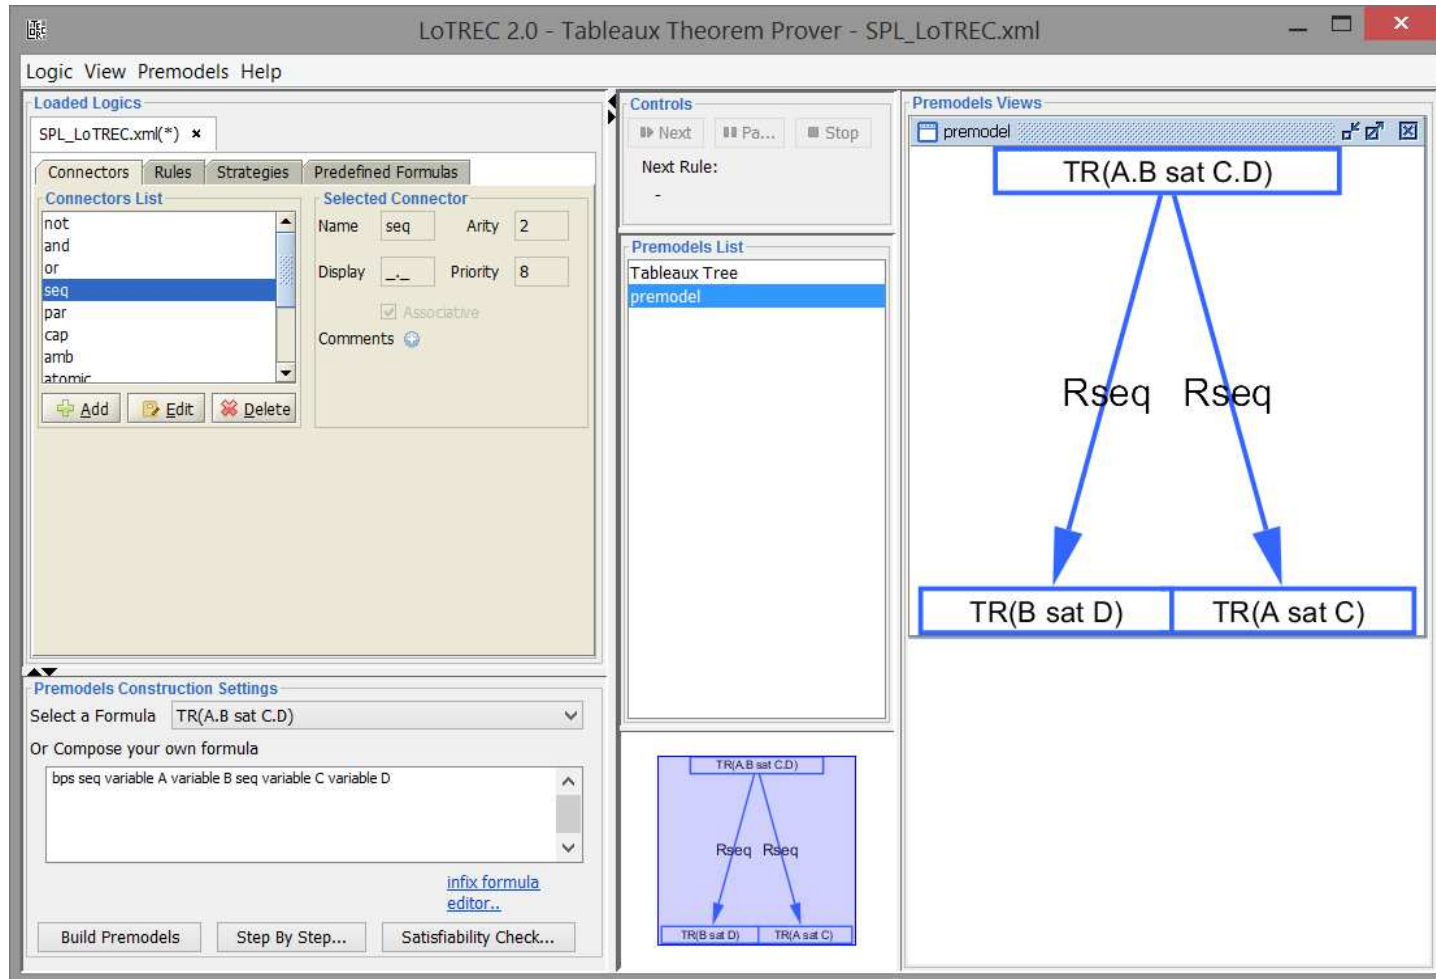 LoTREC 2.0 - Tableaux Theorem Prover - SPL_LoTREC.xml
Logic View Premodels Help
Loaded Logics
SPL_LoTREC.xml(*)
Connectors Rules Strategies Predefined Formulas
Connectors List
not
and
or
seq
par
cap
amb
atomic
Add Edit Delete
Selected Connector
Name seq Arity 2
Display _._ Priority 8
Associative
Comments
Premodels Construction Settings
Select a Formula TR(A.B sat C.D)
Or Compose your own formula
bps seq variable A variable B seq variable C variable D
infix formula
editor..
Build Premodels Step By Step... Satisfiability Check...
Controls
Next Pa... Stop
Next Rule:
-
Premodels List
Tableaux Tree
premodel
TR(A.B sat C.D)
Rseq Rseq
TR(B sat D) TR(A sat C)
Premodels Views
premodel
TR(A.B sat C.D)
Rseq Rseq
TR(B sat D) TR(A sat C)